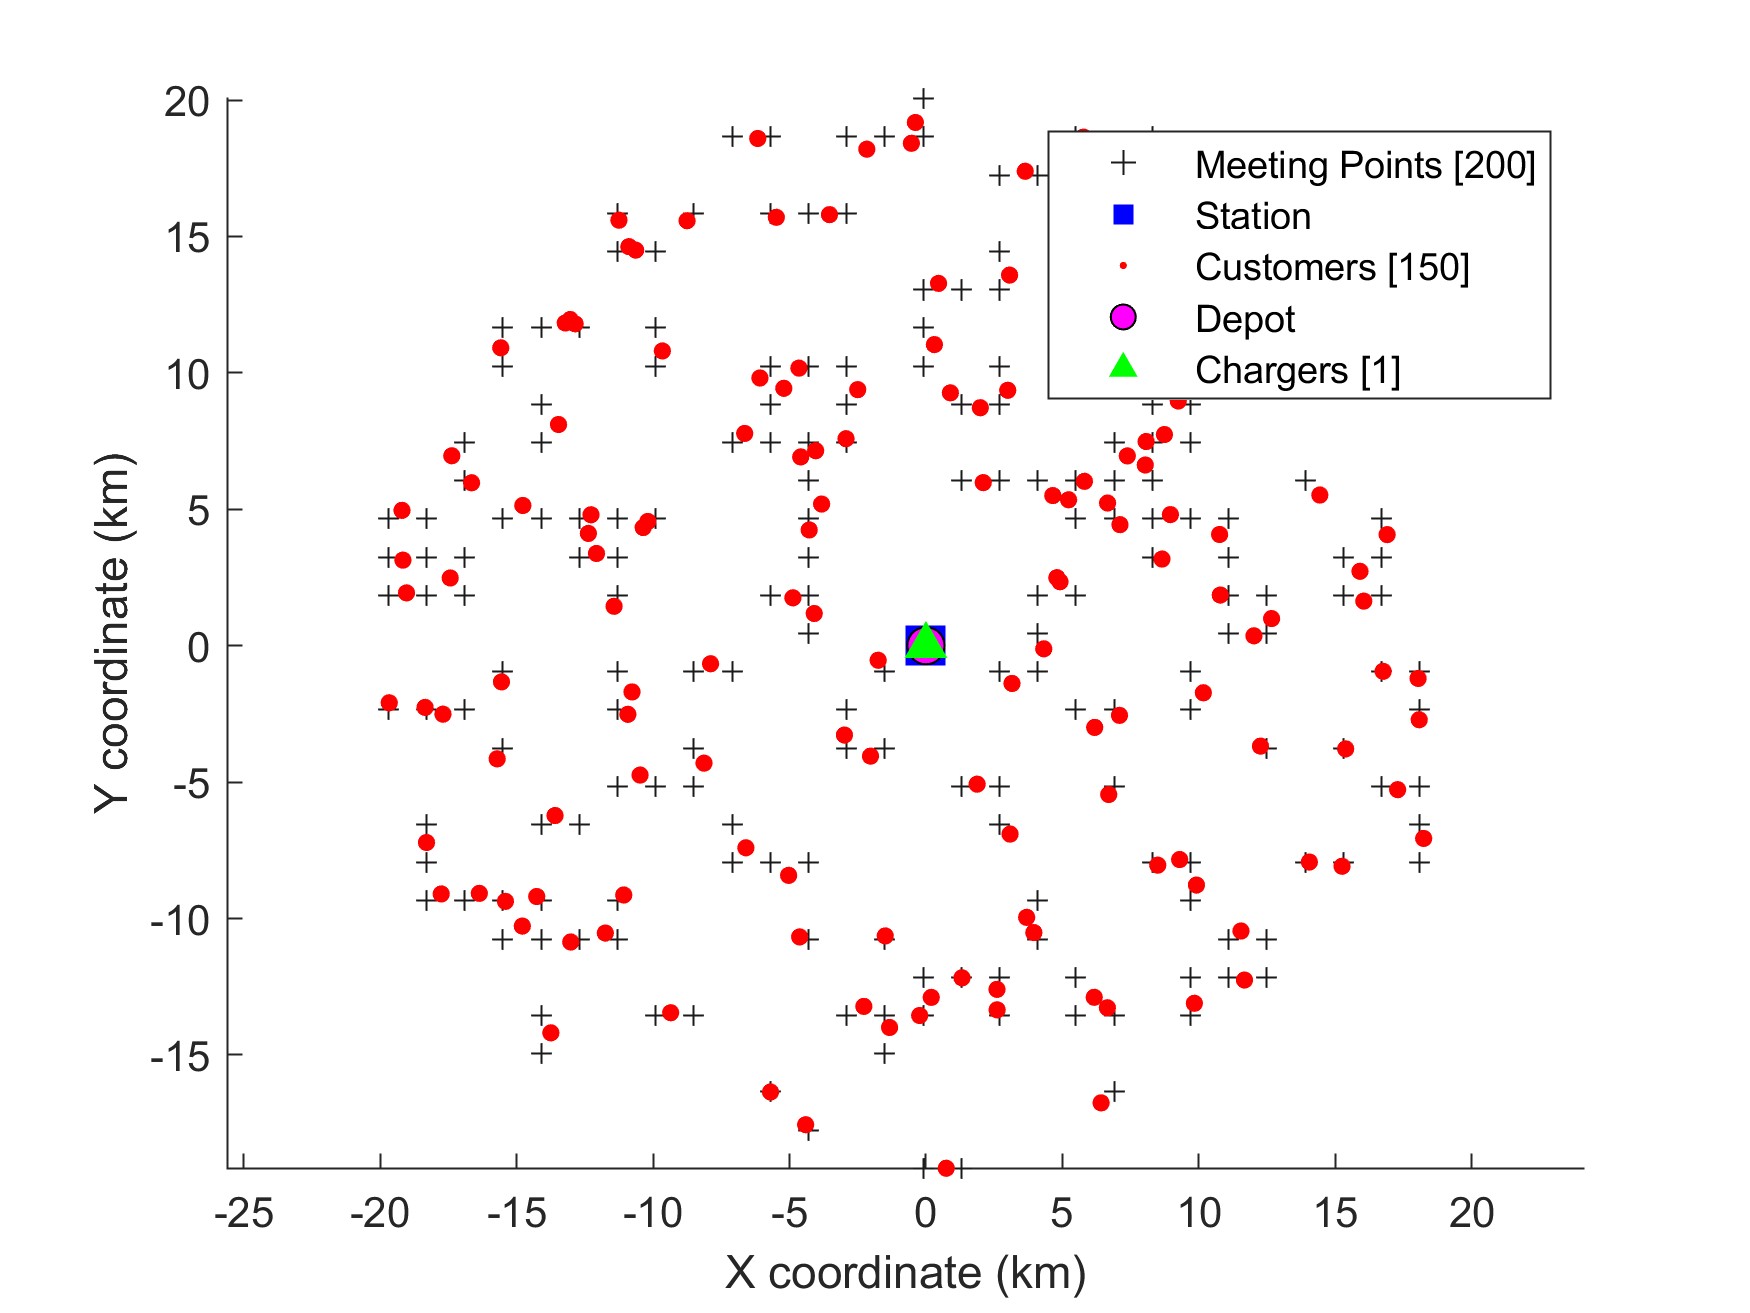 20
15
10
5
0
-5
-10
-15
Y coordinate (km)
Meeting Points [200]
Station
Customers [150]
Depot
Chargers [1]
-25 -20 -15 -10 -5 0 5 10 15 20
X coordinate (km)